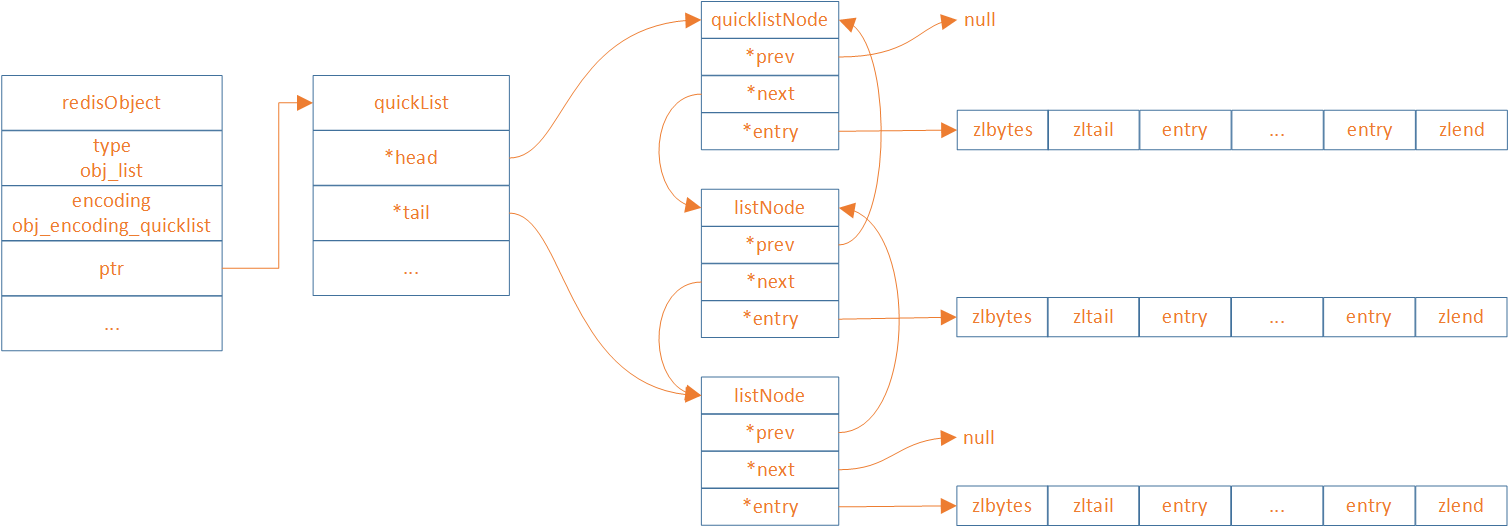 redisObject
type
obj_list
encoding
obj_encoding_quicklist
ptr
...
quickList
*head
*tail
...
quicklistNode
*prev
*next
*entry
null
zlbytes zltail entry ... entry zlend
listNode
*prev
*next
*entry
zlbytes zltail entry ... entry zlend
listNode
*prev
*next
*entry
null
zlbytes zltail entry ... entry zlend